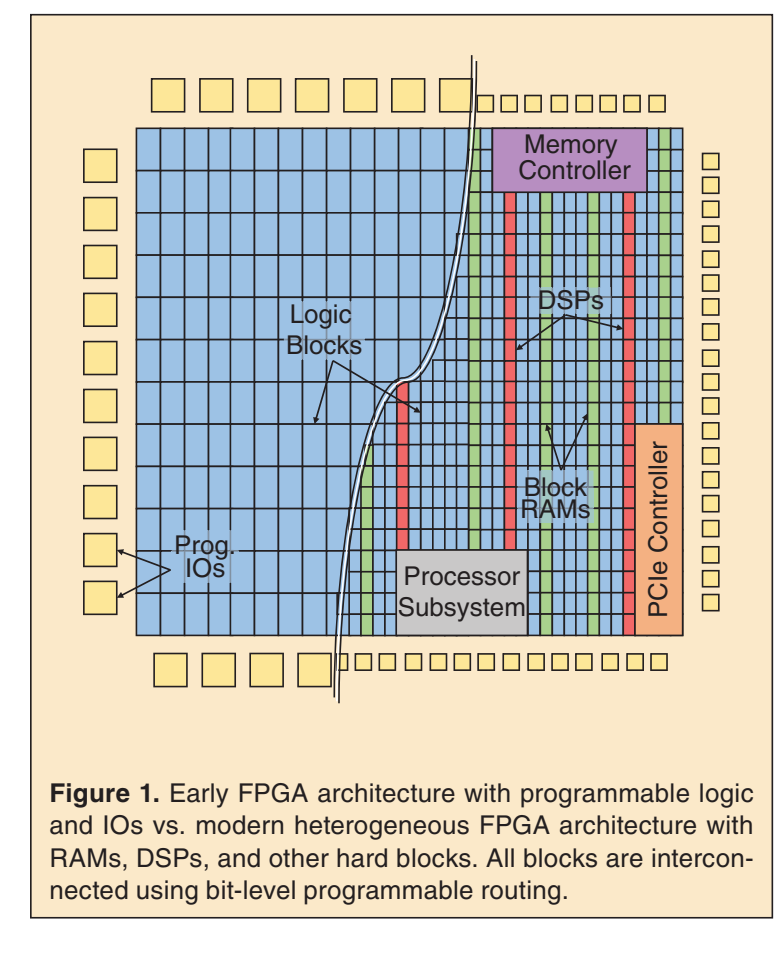 Memory
Controller
DSPs
Logic
Blocks
Block
RAMs
PCIe Controller
Prog.
IOs
Processor
Subsystem
Figure 1. Early FPGA architecture with programmable logic
and IOs vs. modern heterogeneous FPGA architecture with
RAMs, DSPs, and other hard blocks. All blocks are intercon-
nected using bit-level programmable routing.